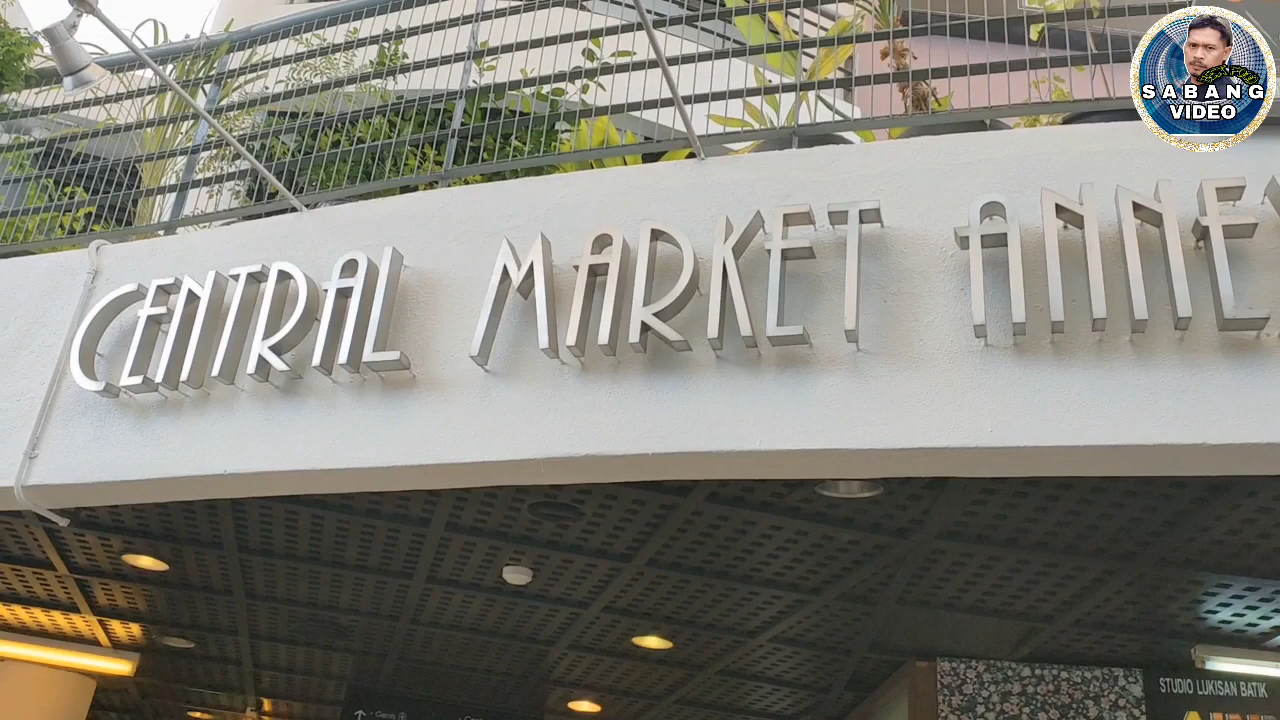 SABANG
VIDEO
CENTRAL MARKET ANNE
STUDIO LUKISAN BATIK